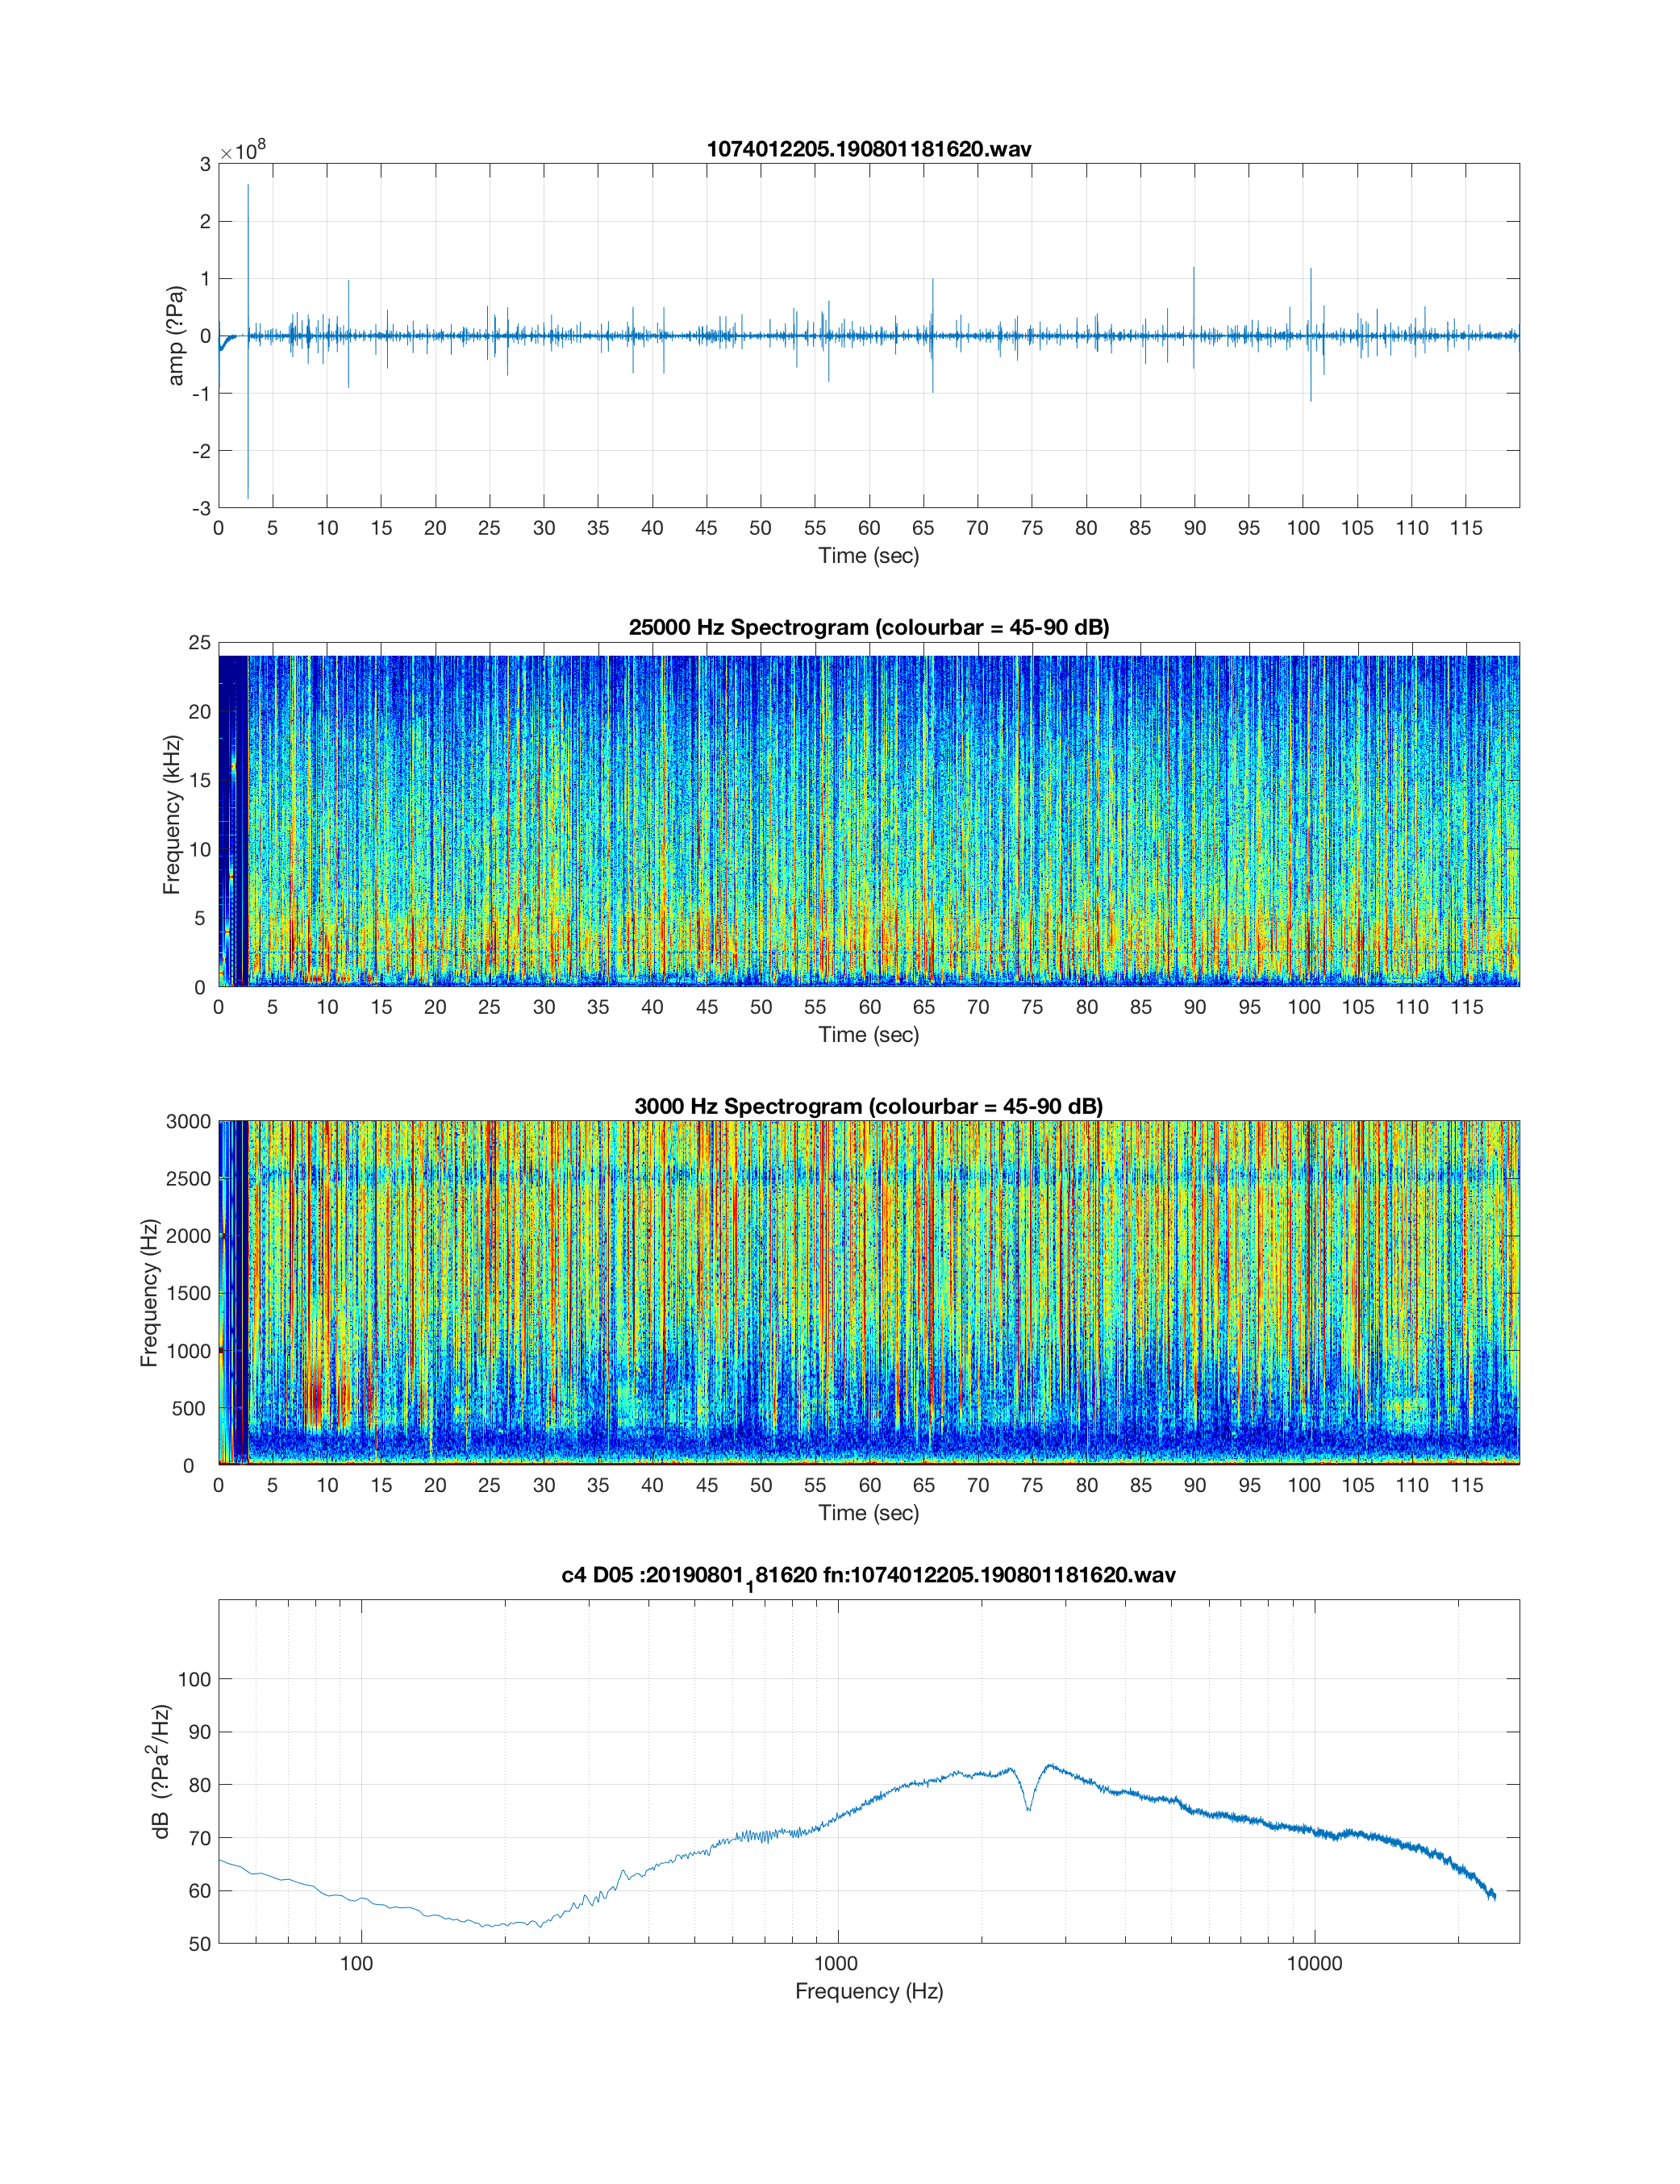 1074012205.190801181620.wav
×10^8
3
2
1
0
-1
-2
-3
amp (?Pa)
0 5 10 15 20 25 30 35 40 45 50 55 60 65 70 75 80 85 90 95 100 105 110 115
Time (sec)
25000 Hz Spectrogram (colourbar = 45-90 dB)
25
20
15
10
5
0
Frequency (kHz)
0 5 10 15 20 25 30 35 40 45 50 55 60 65 70 75 80 85 90 95 100 105 110 115
Time (sec)
3000 Hz Spectrogram (colourbar = 45-90 dB)
3000
2500
2000
1500
1000
500
0
Frequency (Hz)
0 5 10 15 20 25 30 35 40 45 50 55 60 65 70 75 80 85 90 95 100 105 110 115
Time (sec)
c4 D05 :20190801₁81620 fn:1074012205.190801181620.wav
100
90
80
70
60
50
dB (?Pa²/Hz)
100 1000 10000
Frequency (Hz)